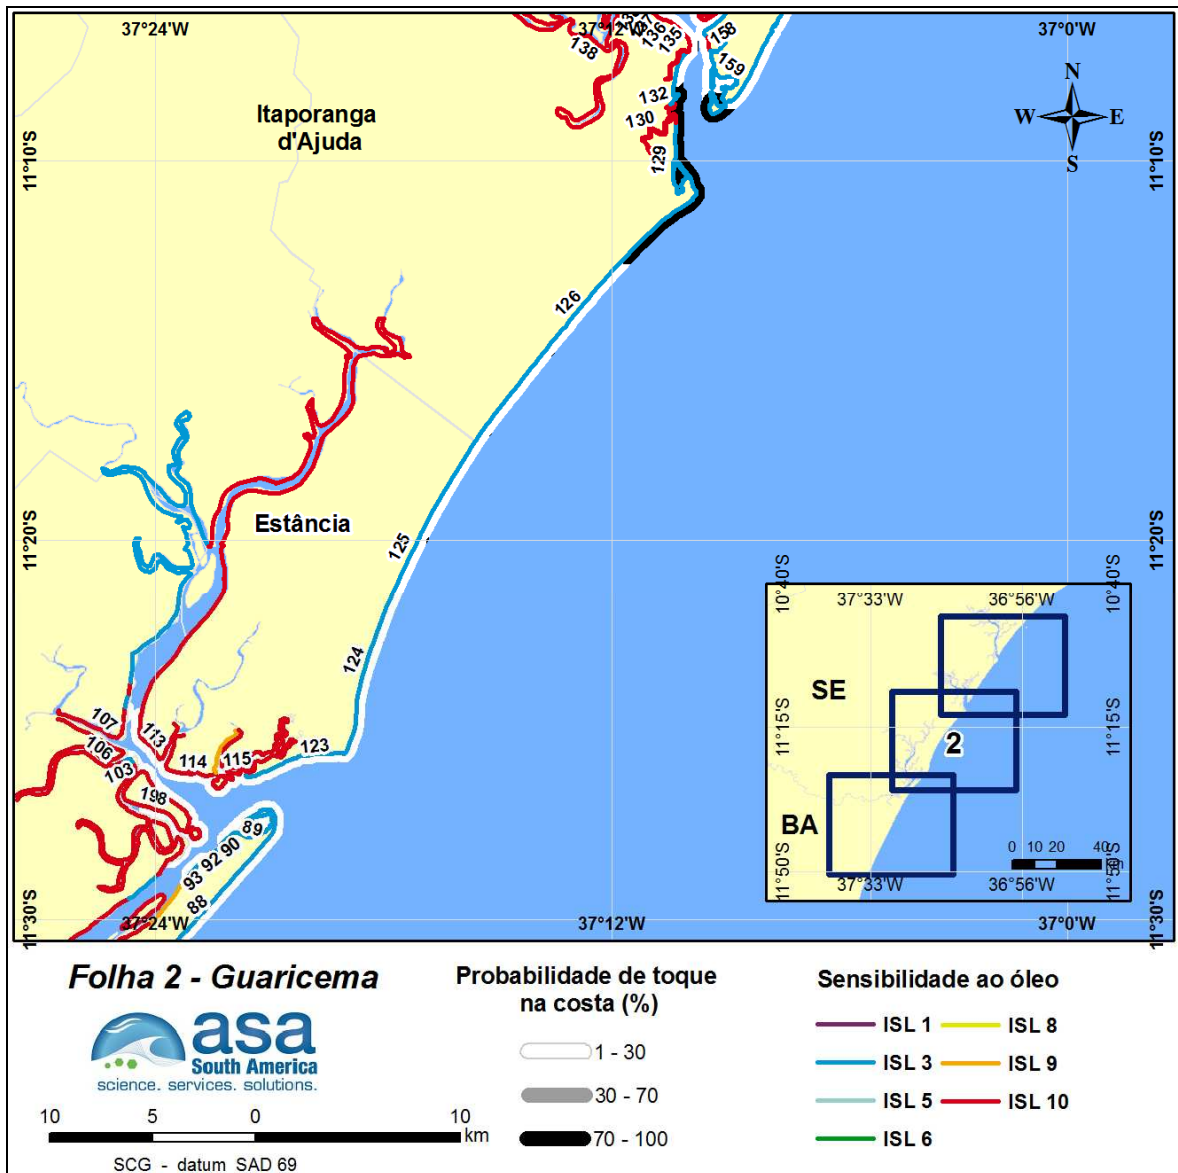 37°24'W
37°12'W
37°0'W
138
136
135
158
159
132
130
129
N
W
E
S
Itaporanga
d'Ajuda
11°10'S
11°10'S
126
Estância
11°20'S
11°20'S
125
124
123
107
106
103
113
114
115
198
89
90
92
93
88
10°40'S
37°33'W
36°56'W
10°40'S
SE
11°15'S
2
11°15'S
BA
0 10 20 40
km
11°50'S
37°33'W
36°56'W
11°50'S
11°30'S
37°24'W
37°12'W
37°0'W
11°30'S
Folha 2 - Guaricema
asa
South America
science. services. solutions.
10 5 0 10
km
SCG - datum SAD 69
Probabilidade de toque
na costa (%)
1 - 30
30 - 70
70 - 100
Sensibilidade ao óleo
ISL 1
ISL 8
ISL 3
ISL 9
ISL 5
ISL 10
ISL 6